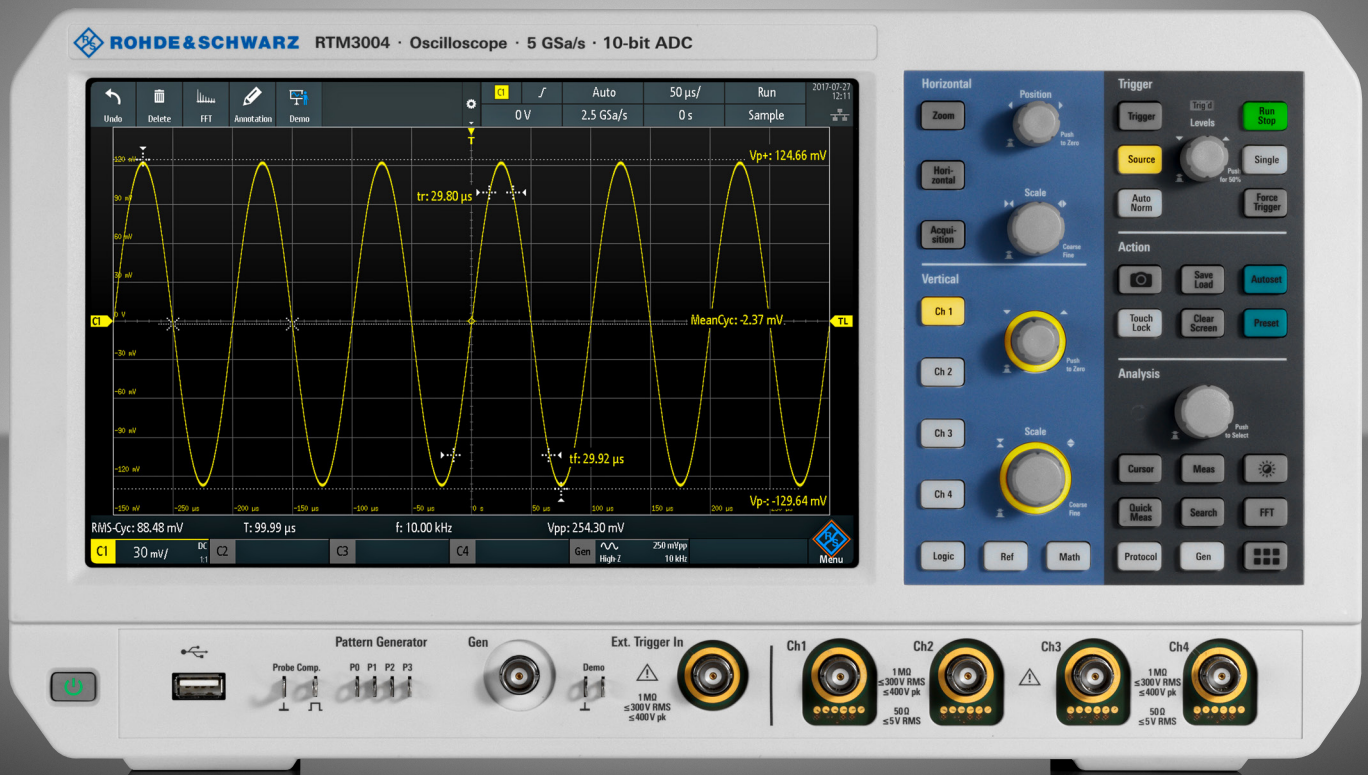 R&S ROHDE&SCHWARZ RTM3004 · Oscilloscope · 5 GSa/s · 10-bit ADC
Undo
Delete
FFT
Annotation
Demo
C1 Auto 50 µs/ Run
0 V 2.5 GSa/s 0 s Sample
2017-07-27
12:11
T
120 mV
90 mV
60 mV
30 mV
0 V
-30 mV
-60 mV
-90 mV
-120 mV
-150 mV
Vp+: 124.66 mV
tr: 29.80 µs
C1
MeanCyc: -2.37 mV
TL
tf: 29.92 µs
Vp-: -129.64 mV
-250 µs -200 µs -150 µs -100 µs -50 µs 0 s 50 µs 100 µs 150 µs 200 µs
RMS-Cyc: 88.48 mV T: 99.99 µs f: 10.00 kHz Vpp: 254.30 mV
C1 30 mV/ DC
1:1
C2
C3
C4
Gen
High-Z
250 mVpp
10 kHz
R&S
Menu
Horizontal
Zoom
Position
Push
to Zero
Hori-
zontal
Scale
Coarse
Fine
Acqui-
sition
Vertical
Ch 1
Push
to Zero
Ch 2
Ch 3
Scale
Coarse
Fine
Ch 4
Logic
Ref
Math
Trigger
Trigger
Trig'd
Levels
Run
Stop
Source
Push
for 50%
Single
Auto
Norm
Force
Trigger
Action
Save
Load
Autoset
Touch
Lock
Clear
Screen
Preset
Analysis
Push
to Select
Cursor
Meas
Quick
Meas
Search
FFT
Protocol
Gen
Probe Comp.
Pattern Generator
P0 P1 P2 P3
Gen
Demo
Ext. Trigger In
1 MΩ
≤300 V RMS
≤400 V pk
Ch1
1 MΩ
≤300 V RMS
≤400 V pk
50 Ω
≤5 V RMS
Ch2
Ch3
1 MΩ
≤300 V RMS
≤400 V pk
50 Ω
≤5 V RMS
Ch4